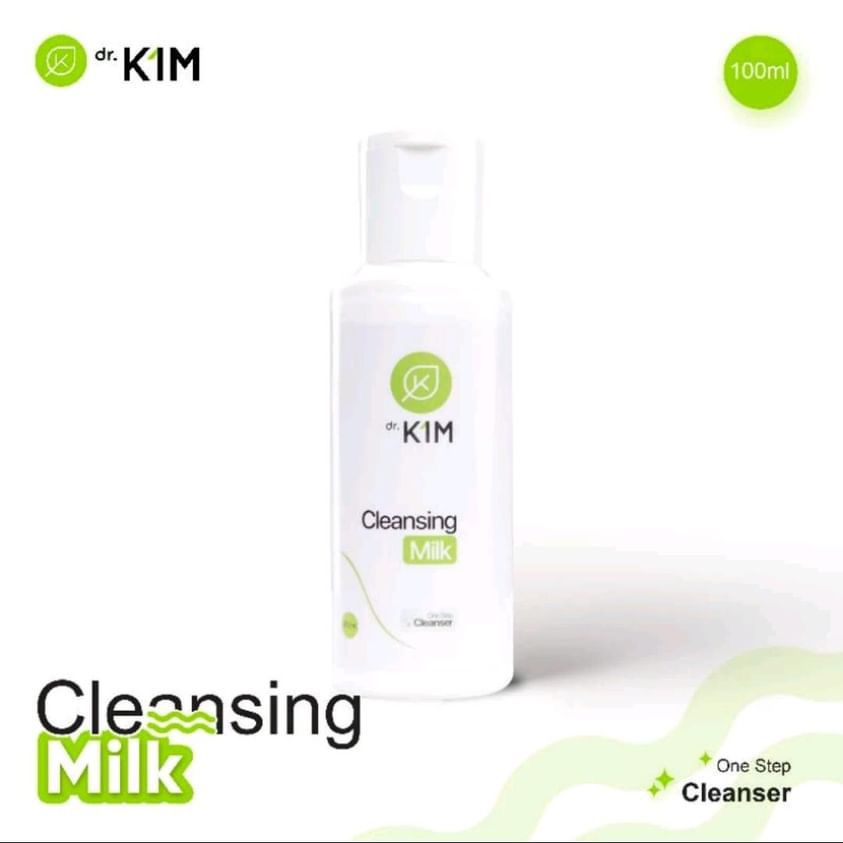 dr. K1M
100ml
dr. K1M
Cleansing
Milk
One Step
Cleanser
Cleansing
Milk
One Step
Cleanser